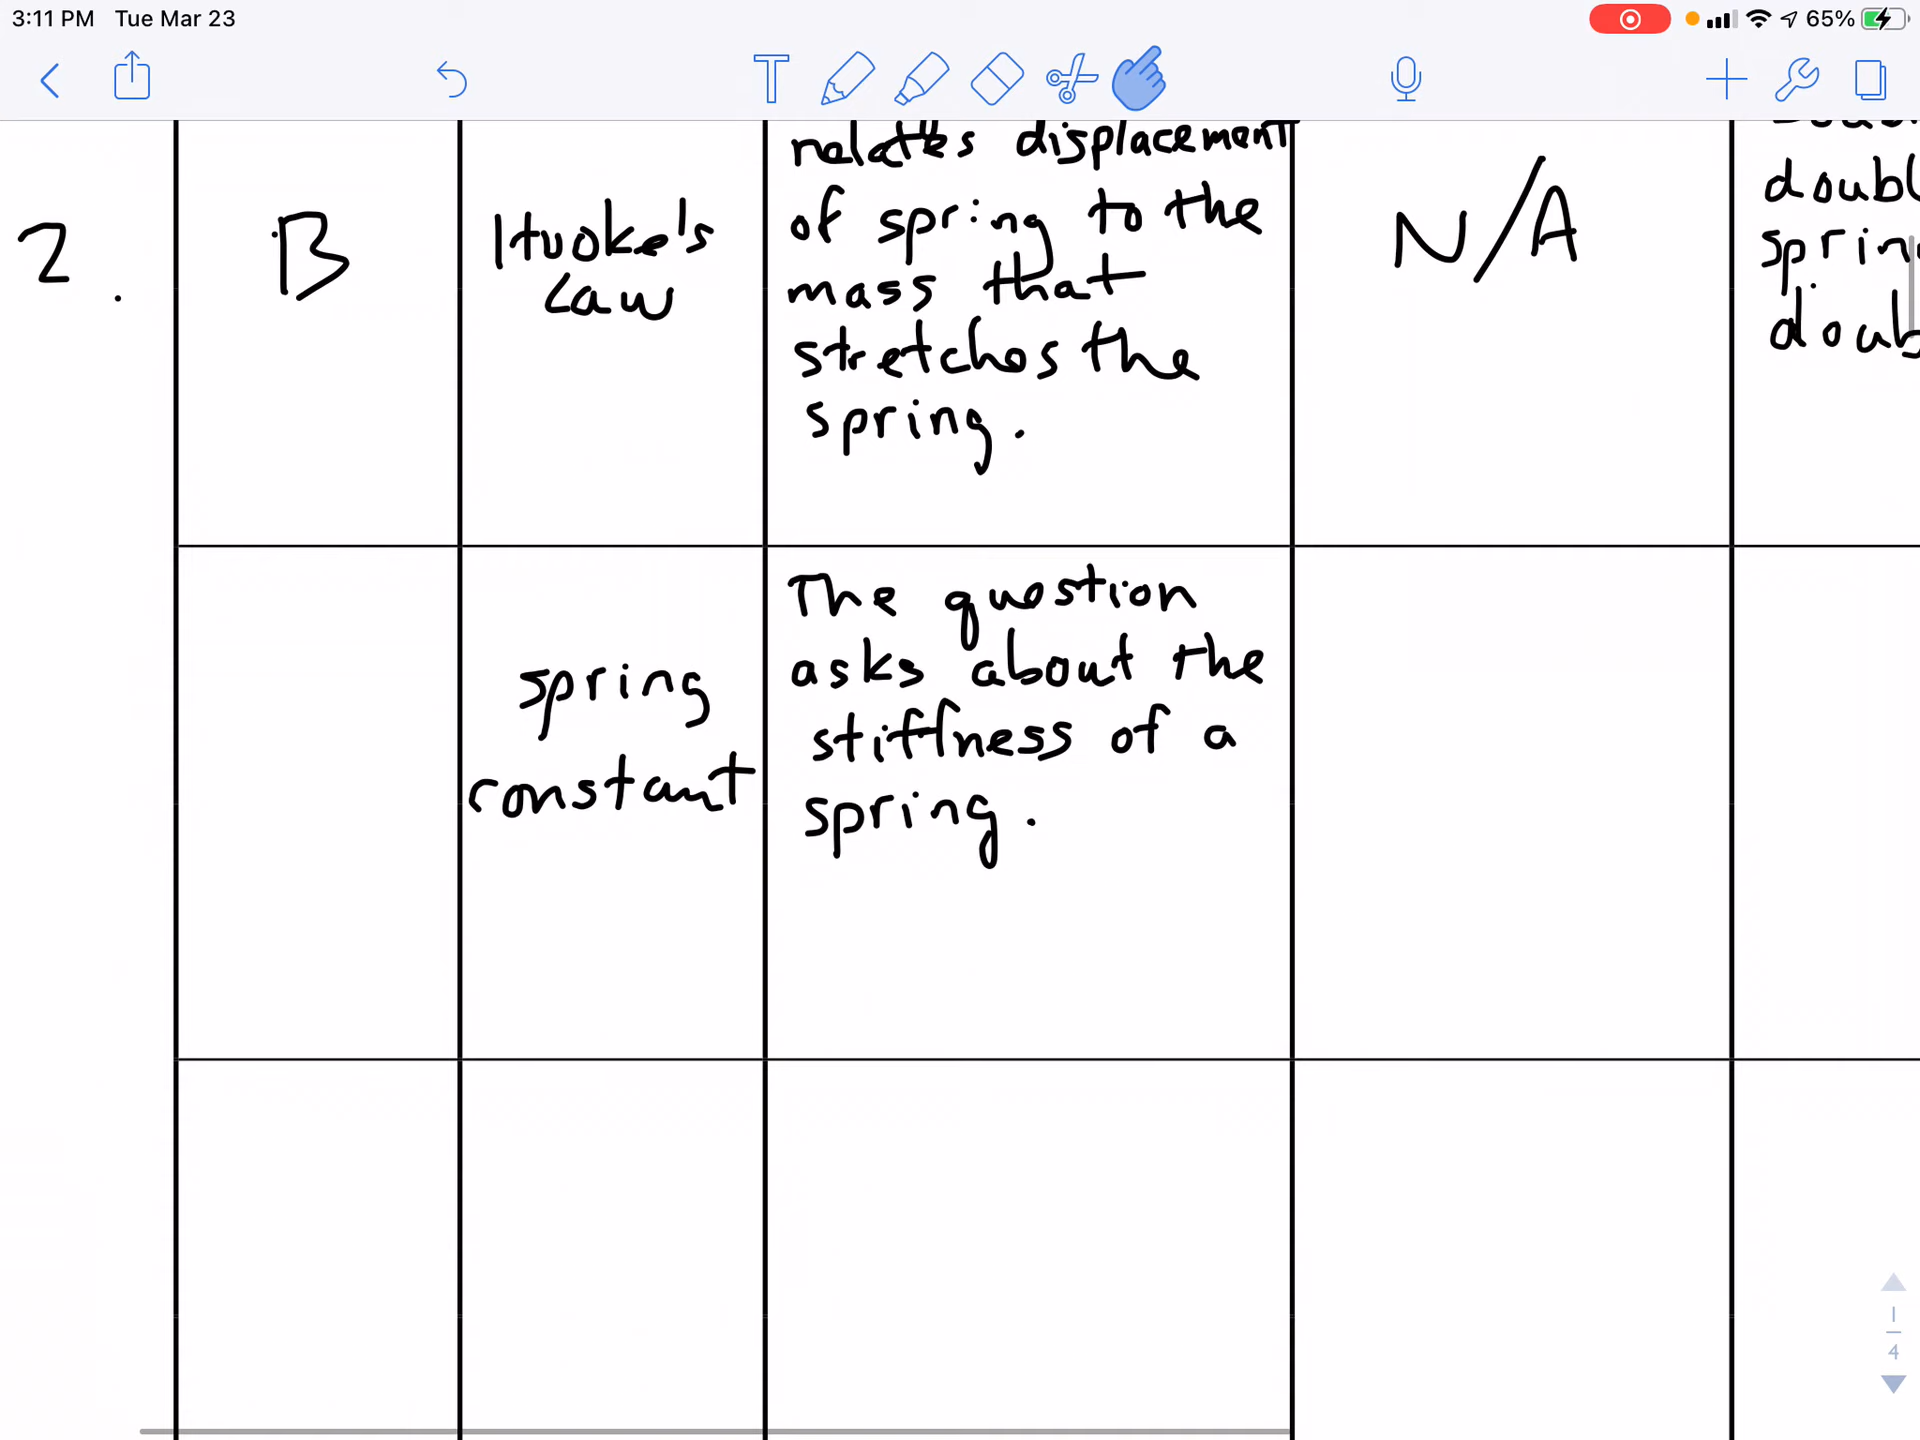 3:11 PM Tue Mar 23
65%
T
2.
B
Hooke's
Law
relates displacement
of spring to the
mass that
stretches the
spring.
N/A
doubl
sprin
doub
spring
constant
The question
asks about the
stiffness of a
spring.
1
4